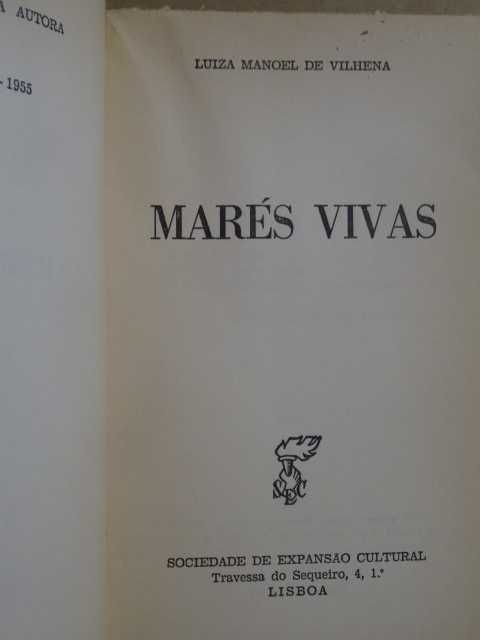 A AUTORA
- 1955
LUIZA MANOEL DE VILHENA
MARÉS VIVAS
SEC
SOCIEDADE DE EXPANSÃO CULTURAL
Travessa do Sequeiro, 4, 1.º
LISBOA